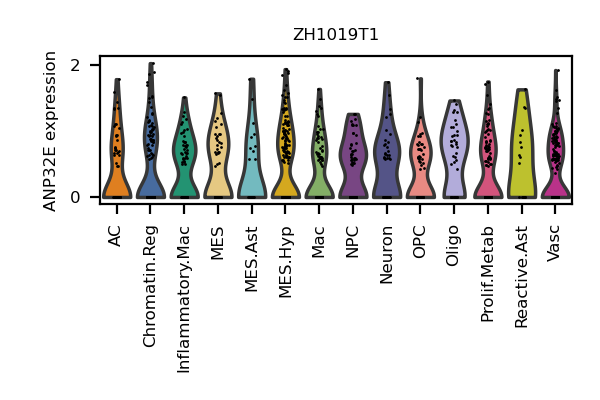 ZH1019T1
ANP32E expression
2
0
AC
Chromatin.Reg
Inflammatory.Mac
MES
MES.Ast
MES.Hyp
Mac
NPC
Neuron
OPC
Oligo
Prolif.Metab
Reactive.Ast
Vasc